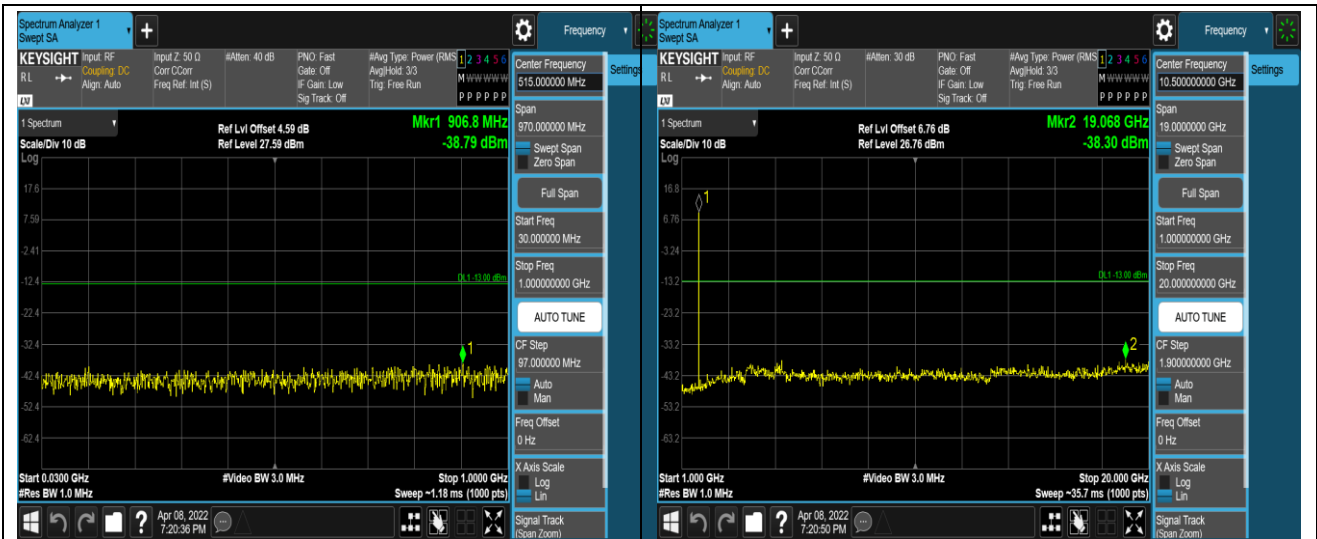 Spectrum Analyzer 1
Swept SA
+
Frequency
KEYSIGHT
RL
LXI
Input: RF
Coupling: DC
Align: Auto
Input Z: 50 Ω
Corr CCorr
Freq Ref: Int (S)
#Atten: 40 dB
PNO: Fast
Gate: Off
IF Gain: Low
Sig Track: Off
#Avg Type: Power (RMS
Avg|Hold: 3/3
Trig: Free Run
1 2 3 4 5 6
M W W W W W
P P P P P P
1 Spectrum
Scale/Div 10 dB
Log
Ref Lvl Offset 4.59 dB
Ref Level 27.59 dBm
Mkr1 906.8 MHz
-38.79 dBm
17.6
7.59
-2.41
-12.4
-22.4
-32.4
-42.4
-52.4
-62.4
DL1 -13.00 dBm
1
Start 0.0300 GHz
#Res BW 1.0 MHz
#Video BW 3.0 MHz
Stop 1.0000 GHz
Sweep ~1.18 ms (1000 pts)
?
Apr 08, 2022
7:20:36 PM
Center Frequency
515.000000 MHz
Span
970.000000 MHz
Swept Span
Zero Span
Full Span
Start Freq
30.000000 MHz
Stop Freq
1.000000000 GHz
AUTO TUNE
CF Step
97.000000 MHz
Auto
Man
Freq Offset
0 Hz
X Axis Scale
Log
Lin
Signal Track
(Span Zoom)
Settings
Spectrum Analyzer 1
Swept SA
+
Frequency
KEYSIGHT
RL
LXI
Input: RF
Coupling: DC
Align: Auto
Input Z: 50 Ω
Corr CCorr
Freq Ref: Int (S)
#Atten: 30 dB
PNO: Fast
Gate: Off
IF Gain: Low
Sig Track: Off
#Avg Type: Power (RMS
Avg|Hold: 3/3
Trig: Free Run
1 2 3 4 5 6
M W W W W W
P P P P P P
1 Spectrum
Scale/Div 10 dB
Log
Ref Lvl Offset 6.76 dB
Ref Level 26.76 dBm
Mkr2 19.068 GHz
-38.30 dBm
16.8
6.76
-3.24
-13.2
-23.2
-33.2
-43.2
-53.2
-63.2
1
DL1 -13.00 dBm
2
Start 1.000 GHz
#Res BW 1.0 MHz
#Video BW 3.0 MHz
Stop 20.000 GHz
Sweep ~35.7 ms (1000 pts)
?
Apr 08, 2022
7:20:50 PM
Center Frequency
10.500000000 GHz
Span
19.0000000 GHz
Swept Span
Zero Span
Full Span
Start Freq
1.000000000 GHz
Stop Freq
20.000000000 GHz
AUTO TUNE
CF Step
1.900000000 GHz
Auto
Man
Freq Offset
0 Hz
X Axis Scale
Log
Lin
Signal Track
(Span Zoom)
Settings